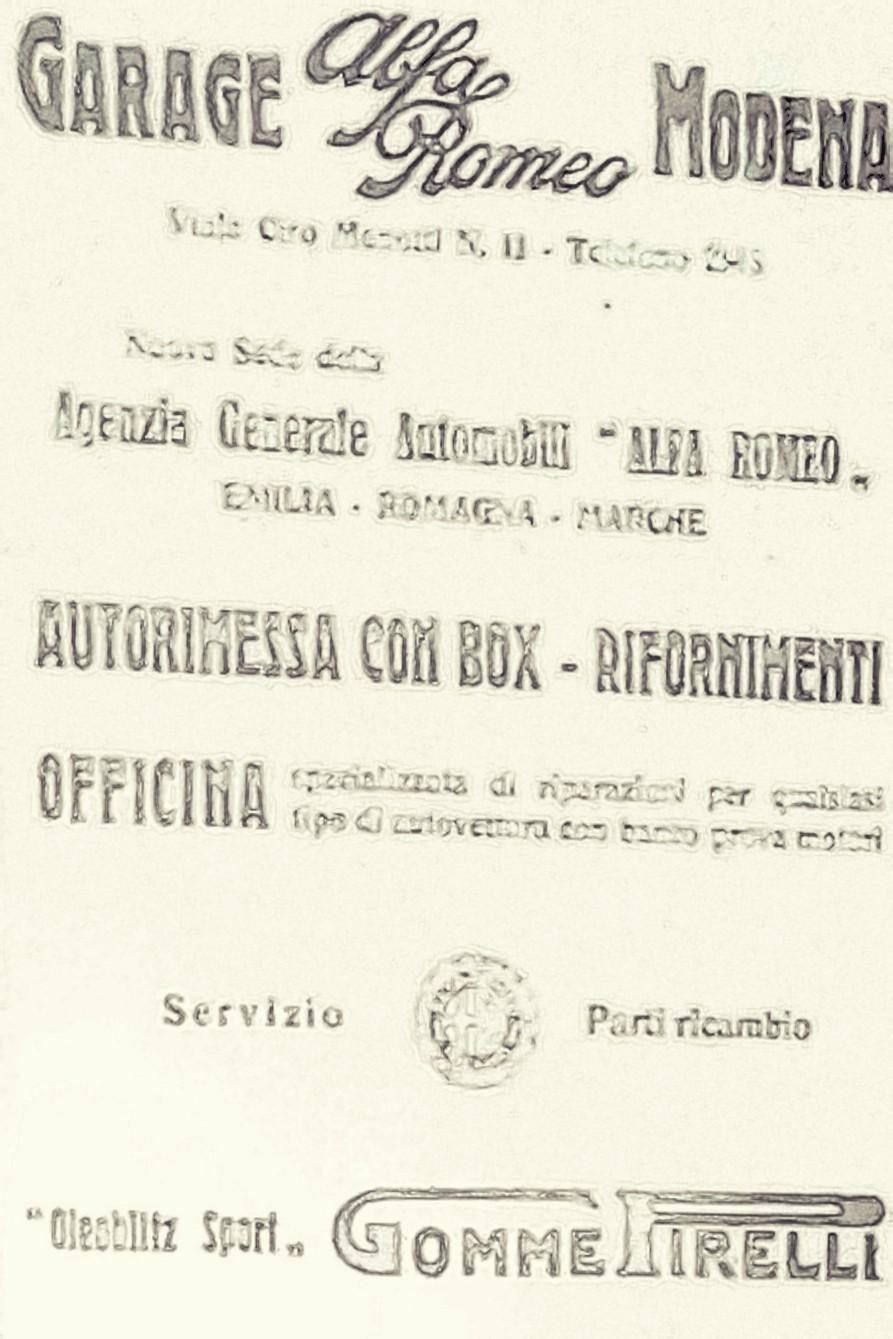 GARAGE Alfa Romeo MODENA
Viale Ciro Menotti N. 11 - Telefono
Nuova Sede della
Agenzia Generale Automobili "ALFA ROMEO„
EMILIA - ROMAGNA - MARCHE
AUTORIMESSA CON BOX - RIFORNIMENTI
OFFICINA specializzata di riparazioni per qualsiasi
tipo di autovettura con banco prova motori
Servizio Parti ricambio
"Oleoblitz Sport„ GOMME PIRELLI